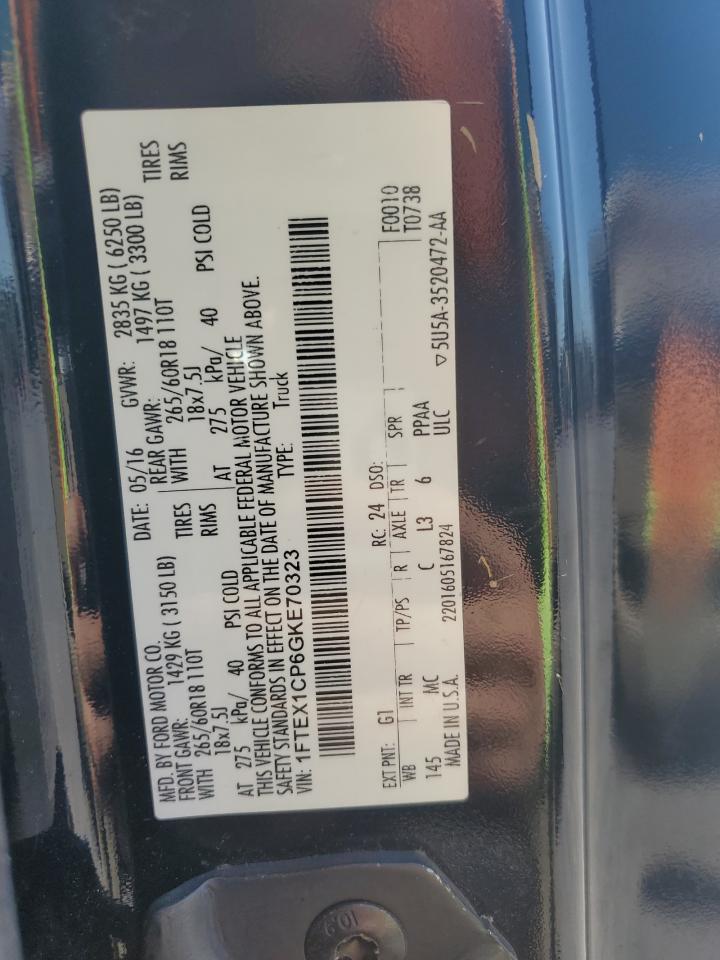 MFD. BY FORD MOTOR CO. DATE: 05/16 GVWR: 2835 KG ( 6250 LB)
FRONT GAWR: 1429 KG ( 3150 LB) REAR GAWR: 1497 KG ( 3300 LB)
WITH 265/60R18 110T TIRES WITH 265/60R18 110T TIRES
18x7.5J RIMS 18x7.5J RIMS
AT 275 kPa/ 40 PSI COLD AT 275 kPa/ 40 PSI COLD
THIS VEHICLE CONFORMS TO ALL APPLICABLE FEDERAL MOTOR VEHICLE
SAFETY STANDARDS IN EFFECT ON THE DATE OF MANUFACTURE SHOWN ABOVE.
VIN: 1FTEX1CP6GKE70323 TYPE: Truck
EXT PNT: G1 RC: 24 DSO: F0010
WB INT TR TP/PS R AXLE TR SPR T0738
145 MC C L3 6 PPAA
ULC
MADE IN U.S.A. 2201605167824 ▽ 5U5A-3520472-AA
10.9